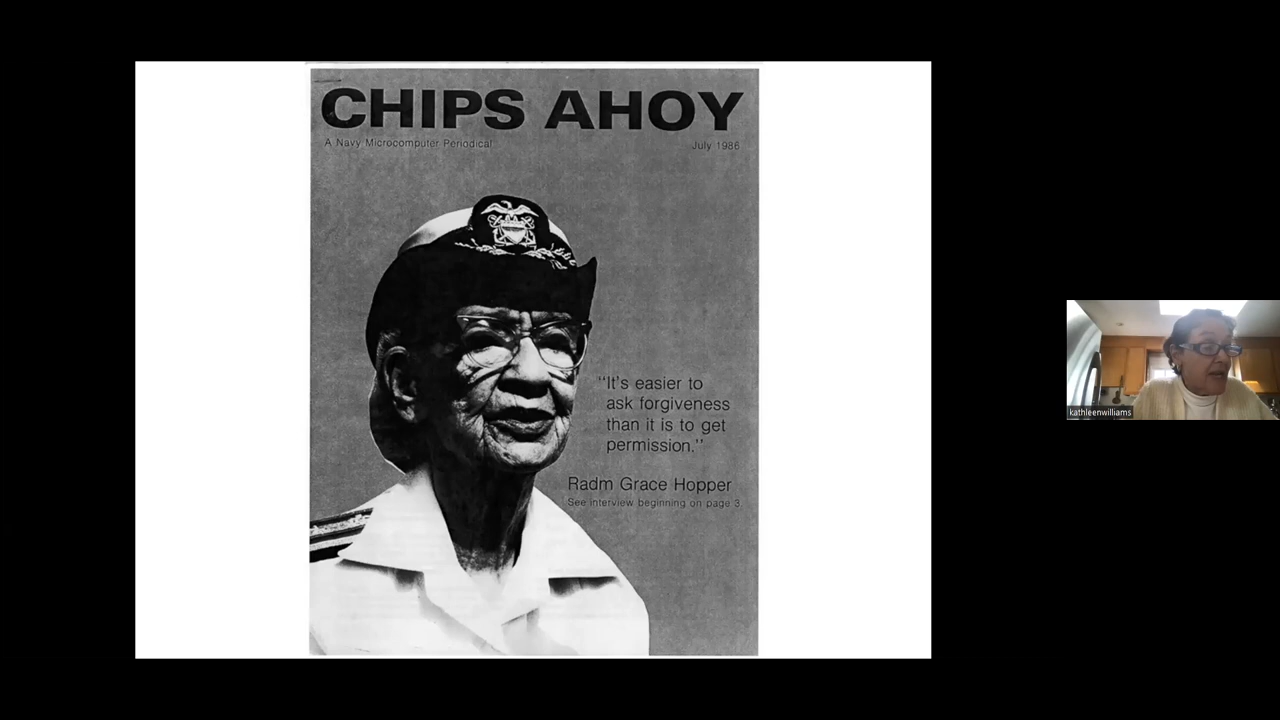 CHIPS AHOY
A Navy Microcomputer Periodical
July 1986
"It's easier to
ask forgiveness
than it is to get
permission."
Radm Grace Hopper
See interview beginning on page 3.
kathleenwilliams